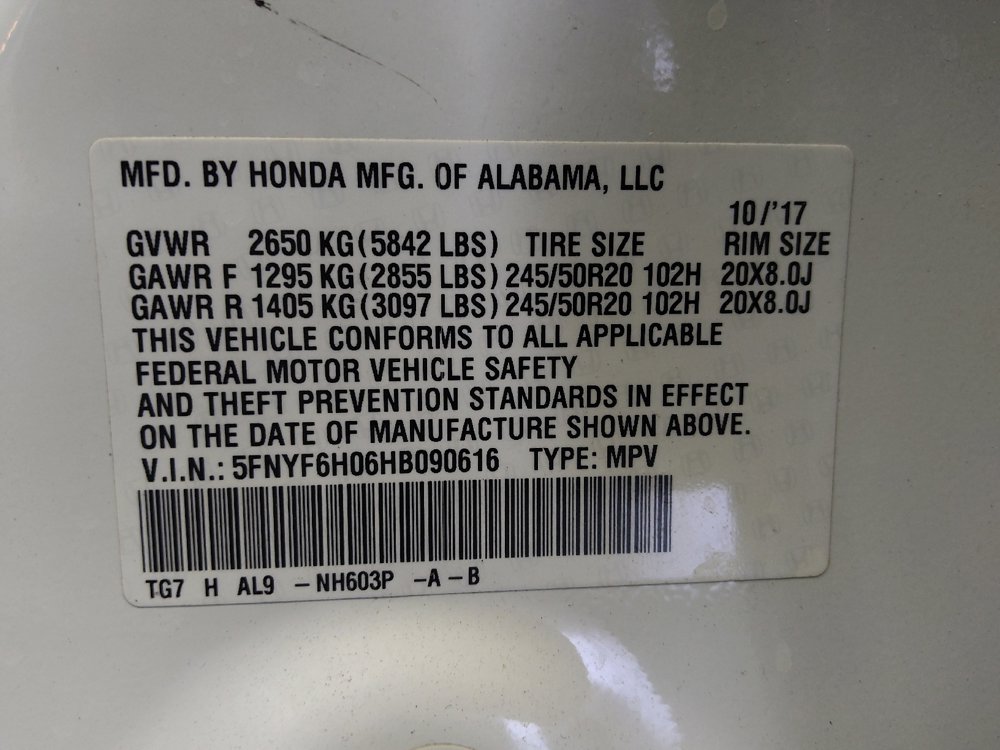 MFD. BY HONDA MFG. OF ALABAMA, LLC
10/'17
GVWR 2650 KG (5842 LBS) TIRE SIZE RIM SIZE
GAWR F 1295 KG (2855 LBS) 245/50R20 102H 20X8.0J
GAWR R 1405 KG (3097 LBS) 245/50R20 102H 20X8.0J
THIS VEHICLE CONFORMS TO ALL APPLICABLE
FEDERAL MOTOR VEHICLE SAFETY
AND THEFT PREVENTION STANDARDS IN EFFECT
ON THE DATE OF MANUFACTURE SHOWN ABOVE.
V.I.N.: 5FNYF6H06HB090616 TYPE: MPV
TG7 H AL9 –NH603P -A–B